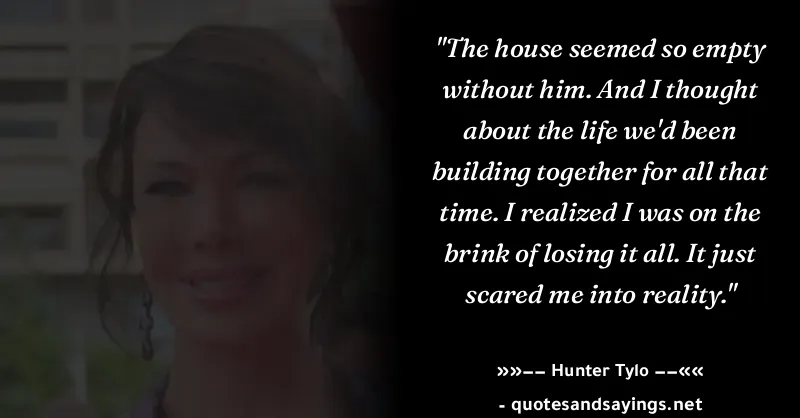 "The house seemed so empty
without him. And I thought
about the life we'd been
building together for all that
time. I realized I was on the
brink of losing it all. It just
scared me into reality."
»»−− Hunter Tylo −−««
- quotesandsayings.net